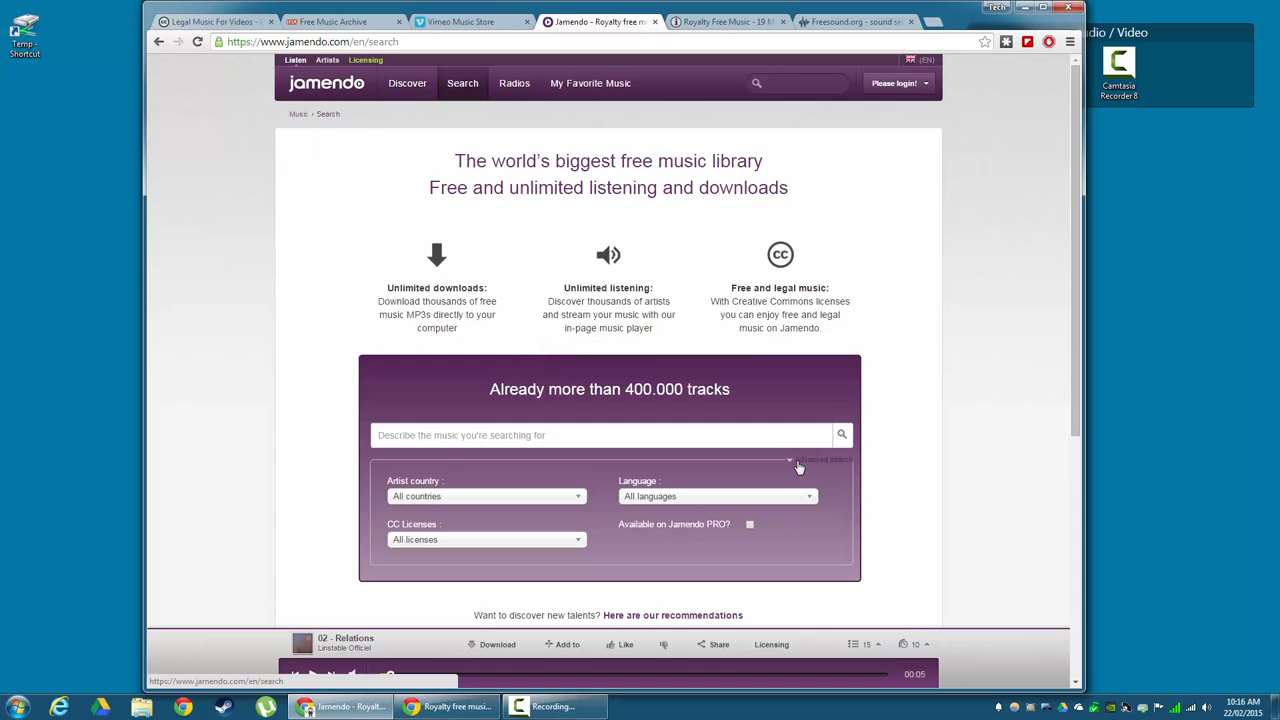 Tech
Temp -
Shortcut
Legal Music For Videos - C
Free Music Archive
Vimeo Music Store
Jamendo - Royalty free m
Royalty Free Music - 19 M
Freesound.org - sound se
udio / Video
https://www.jamendo.com/en/search
Camtasia
Recorder 8
Listen Artists Licensing (EN)
jamendo Discover Search Radios My Favorite Music Please login!
Music › Search
The world's biggest free music library
Free and unlimited listening and downloads
CC
Unlimited downloads:
Download thousands of free
music MP3s directly to your
computer
Unlimited listening:
Discover thousands of artists
and stream your music with our
in-page music player
Free and legal music:
With Creative Commons licenses
you can enjoy free and legal
music on Jamendo.
Already more than 400.000 tracks
Describe the music you're searching for
Advanced search
Artist country :
All countries
Language :
All languages
CC Licenses :
All licenses
Available on Jamendo PRO?
Want to discover new talents? Here are our recommendations
02 - Relations
Linstable Officiel
Download Add to Like Share Licensing 15 10
00:05
https://www.jamendo.com/en/search
Jamendo - Royalt...
Royalty free musi...
Recording...
10:16 AM
22/02/2015